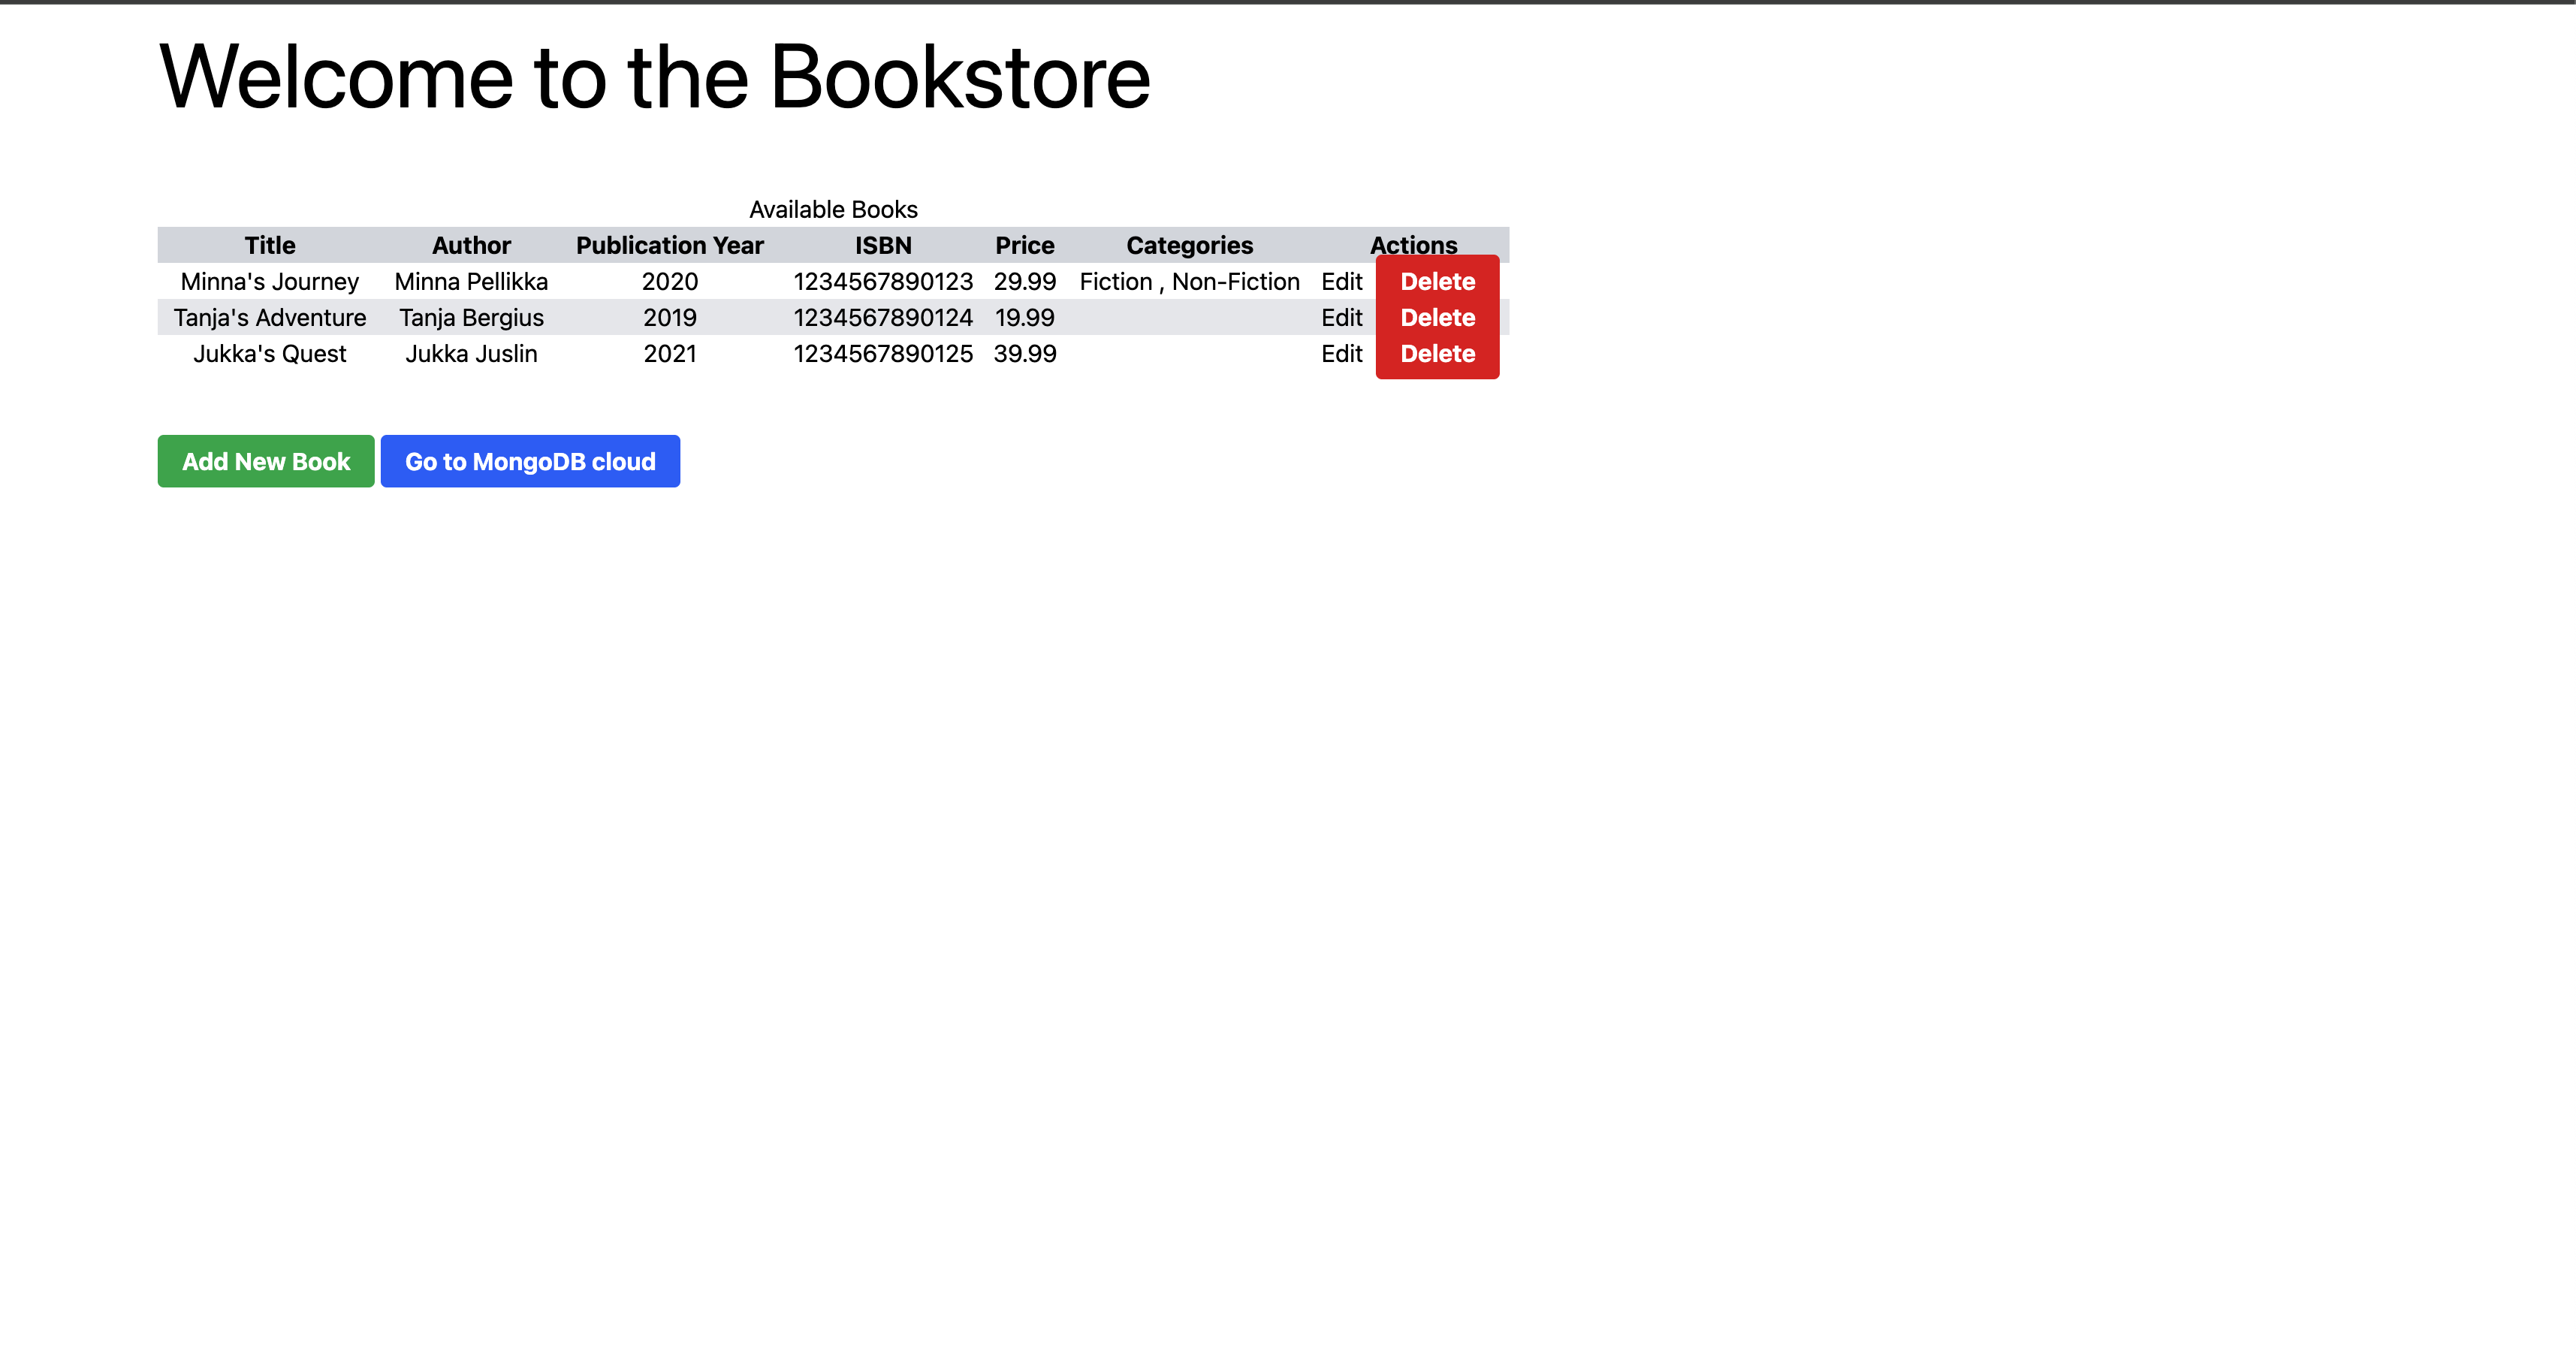 Welcome to the Bookstore
Available Books
Title Author Publication Year ISBN Price Categories Actions
Minna's Journey Minna Pellikka 2020 1234567890123 29.99 Fiction , Non-Fiction Edit Delete
Tanja's Adventure Tanja Bergius 2019 1234567890124 19.99 Edit Delete
Jukka's Quest Jukka Juslin 2021 1234567890125 39.99 Edit Delete
Add New Book Go to MongoDB cloud